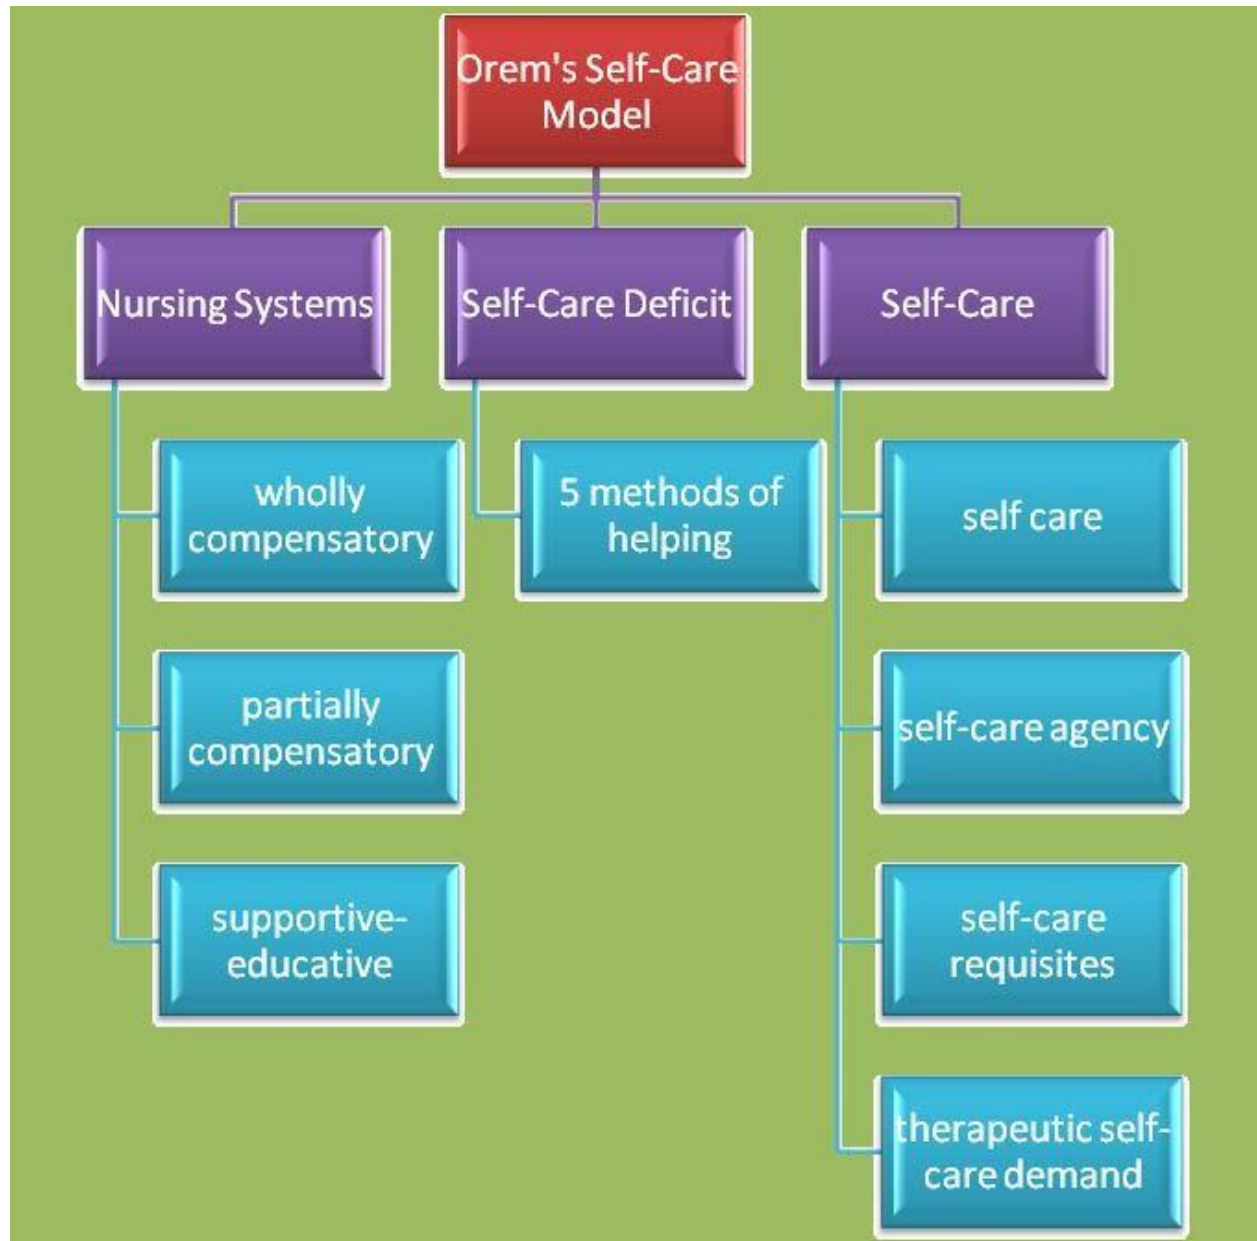 Orem's Self-Care
Model
Nursing Systems
Self-Care Deficit
Self-Care
wholly
compensatory
partially
compensatory
supportive-
educative
5 methods of
helping
self care
self-care agency
self-care
requisites
therapeutic self-
care demand